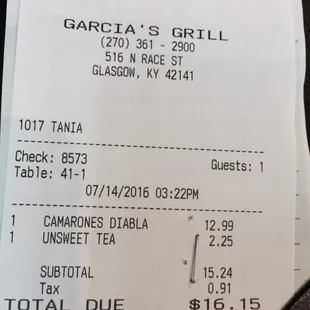 GARCIA'S GRILL
(270) 361 - 2900
516 N RACE ST
GLASGOW, KY 42141
1017 TANIA
Check: 8573 Guests: 1
Table: 41-1
07/14/2016 03:22PM
1 CAMARONES DIABLA 12.99
1 UNSWEET TEA 2.25
SUBTOTAL 15.24
Tax 0.91
TOTAL DUE $16.15